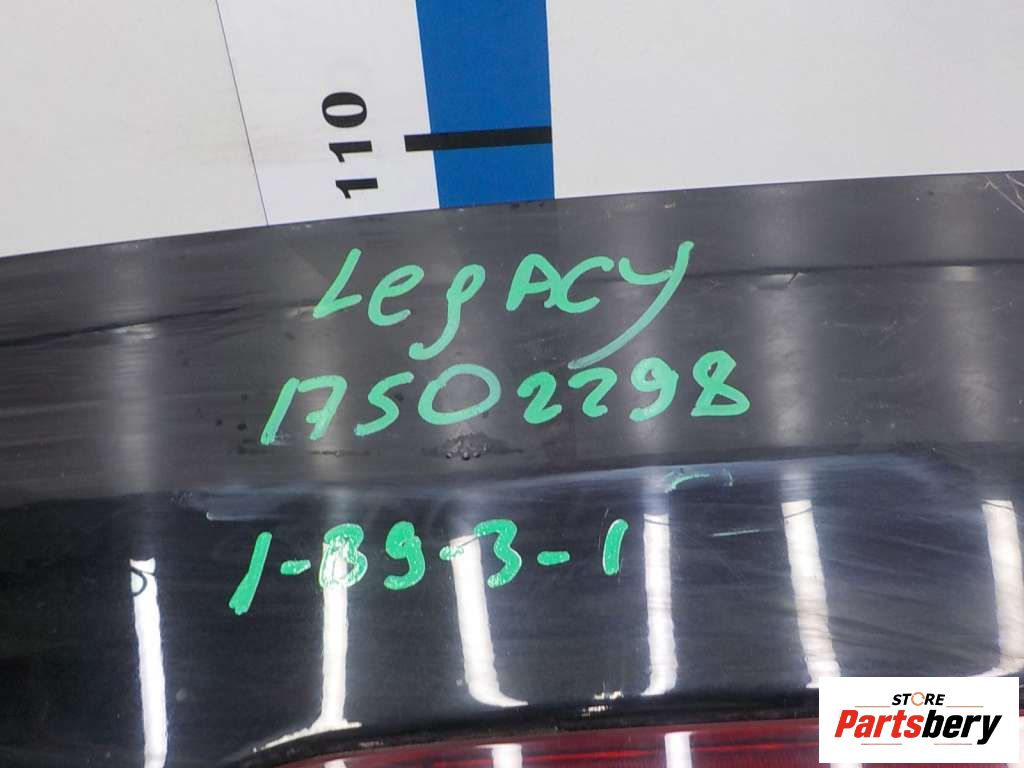 110
LegACY
17502298
1-B9-3-1
STORE
Partsbery